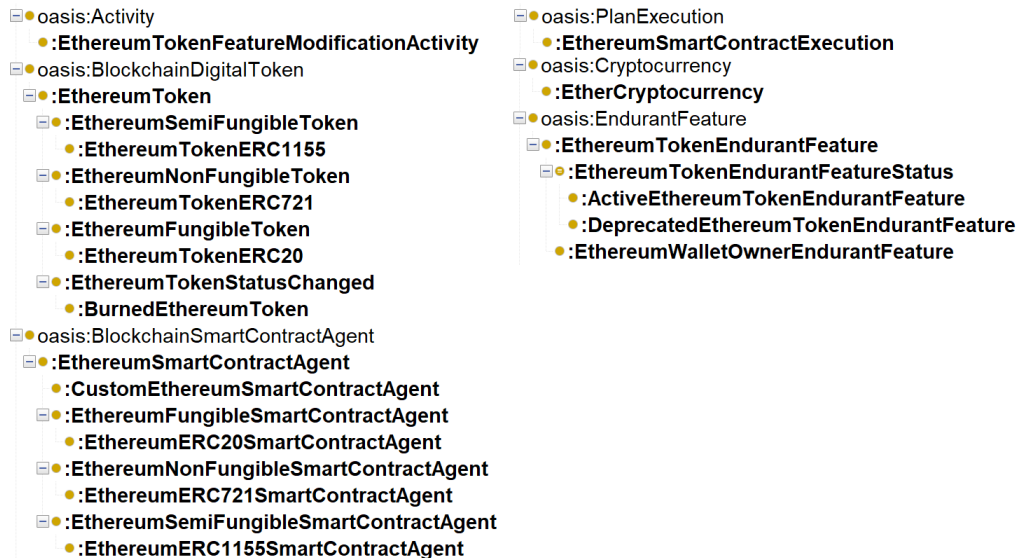 oasis:Activity
:EthereumTokenFeatureModificationActivity
oasis:BlockchainDigitalToken
:EthereumToken
:EthereumSemiFungibleToken
:EthereumTokenERC1155
:EthereumNonFungibleToken
:EthereumTokenERC721
:EthereumFungibleToken
:EthereumTokenERC20
:EthereumTokenStatusChanged
:BurnedEthereumToken
oasis:BlockchainSmartContractAgent
:EthereumSmartContractAgent
:CustomEthereumSmartContractAgent
:EthereumFungibleSmartContractAgent
:EthereumERC20SmartContractAgent
:EthereumNonFungibleSmartContractAgent
:EthereumERC721SmartContractAgent
:EthereumSemiFungibleSmartContractAgent
:EthereumERC1155SmartContractAgent
oasis:PlanExecution
:EthereumSmartContractExecution
oasis:Cryptocurrency
:EtherCryptocurrency
oasis:EndurantFeature
:EthereumTokenEndurantFeature
:EthereumTokenEndurantFeatureStatus
:ActiveEthereumTokenEndurantFeature
:DeprecatedEthereumTokenEndurantFeature
:EthereumWalletOwnerEndurantFeature